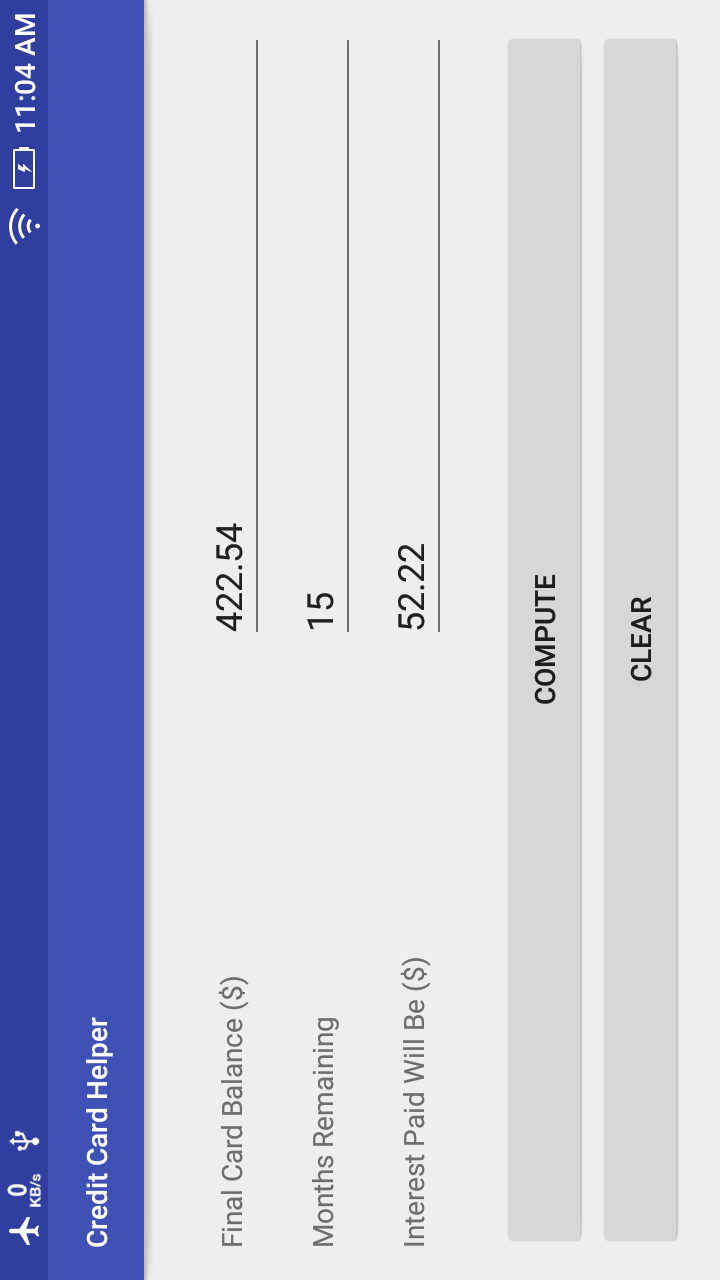 0
KB/s
11:04 AM
Credit Card Helper
Final Card Balance ($) 422.54
Months Remaining 15
Interest Paid Will Be ($) 52.22
COMPUTE
CLEAR